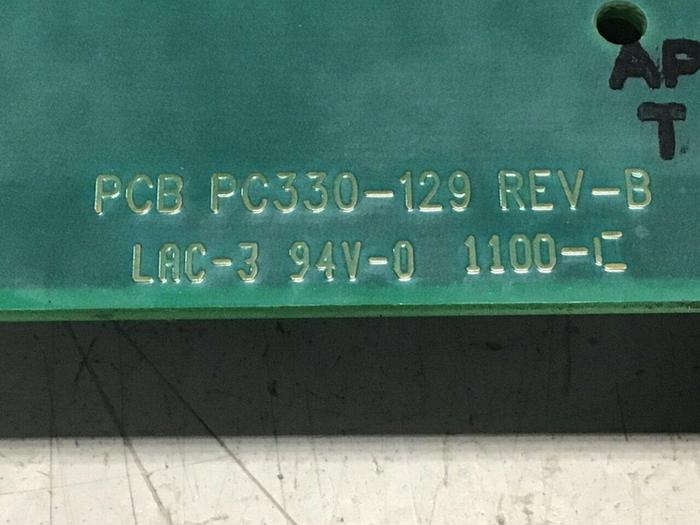 AP
T
PCB PC330-129 REV-B
LAC-3 94V-0 1100-C